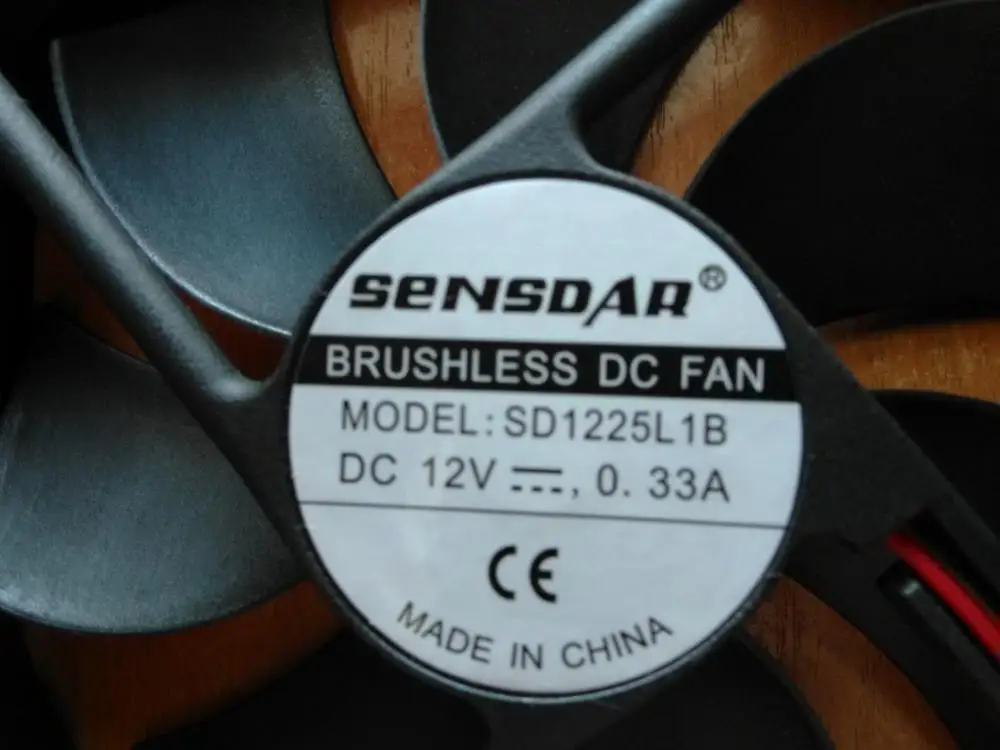 SENSDAR®
BRUSHLESS DC FAN
MODEL: SD1225L1B
DC 12V ⎓, 0. 33A
CE
MADE IN CHINA